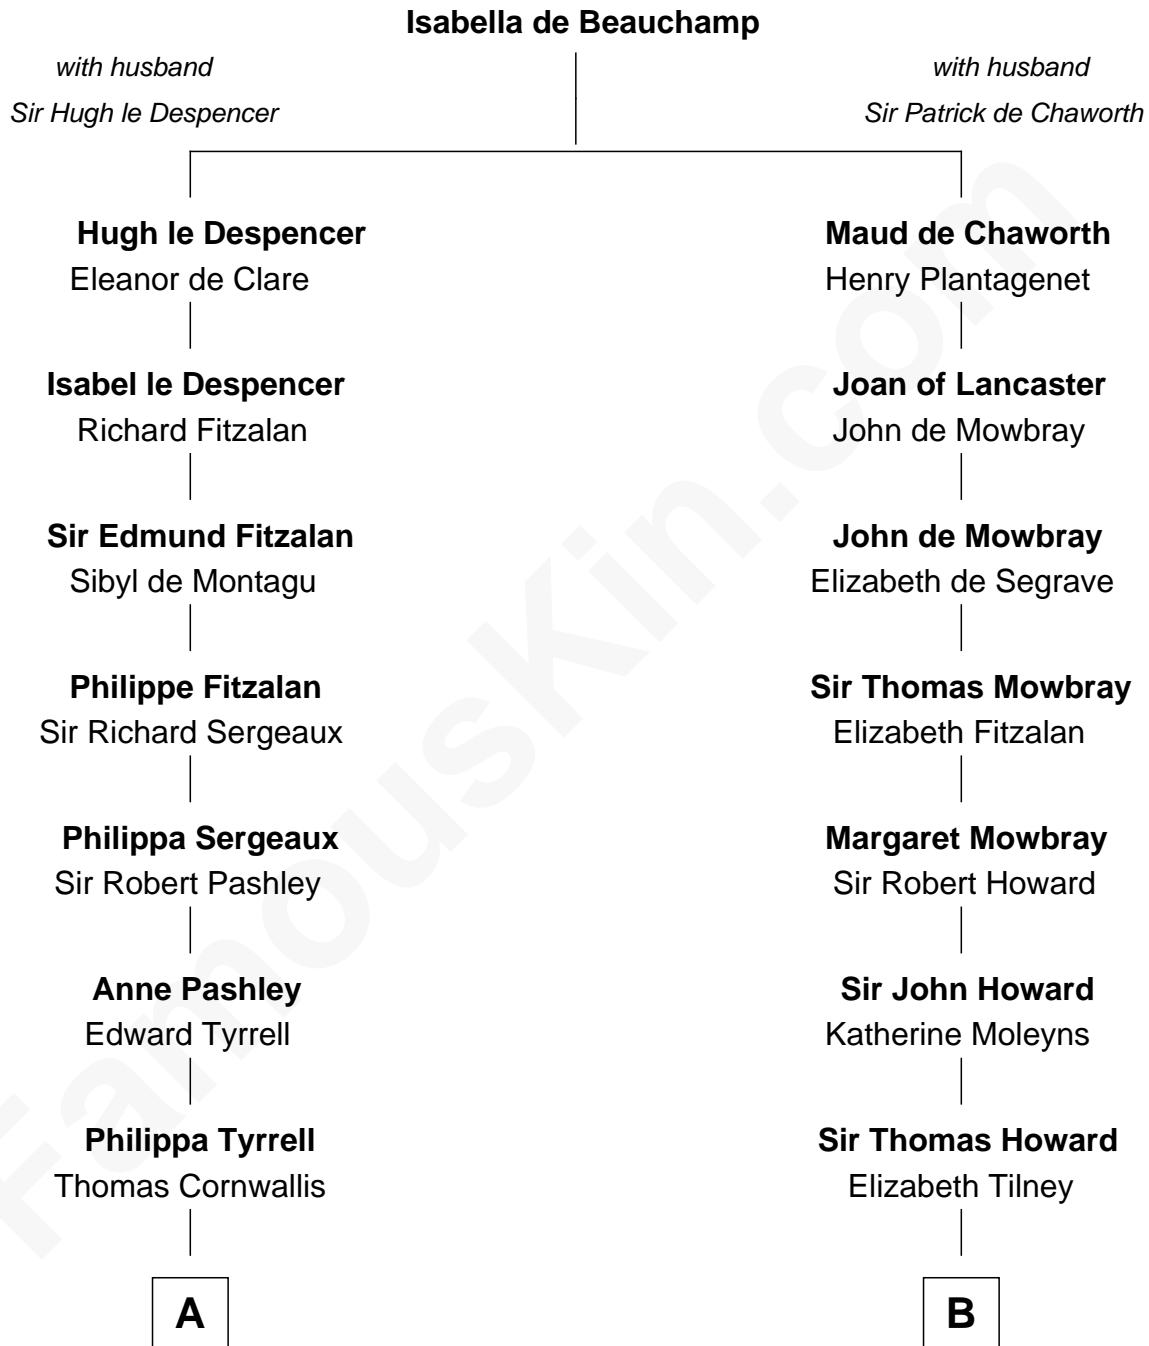 Isabella de Beauchamp
with husband
Sir Hugh le Despencer
with husband
Sir Patrick de Chaworth
Hugh le Despencer
Eleanor de Clare
Isabel le Despencer
Richard Fitzalan
Sir Edmund Fitzalan
Sibyl de Montagu
Philippe Fitzalan
Sir Richard Sergeaux
Philippa Sergeaux
Sir Robert Pashley
Anne Pashley
Edward Tyrrell
Philippa Tyrrell
Thomas Cornwallis
A
Maud de Chaworth
Henry Plantagenet
Joan of Lancaster
John de Mowbray
John de Mowbray
Elizabeth de Segrave
Sir Thomas Mowbray
Elizabeth Fitzalan
Margaret Mowbray
Sir Robert Howard
Sir John Howard
Katherine Moleyns
Sir Thomas Howard
Elizabeth Tilney
B
FamousKin.com